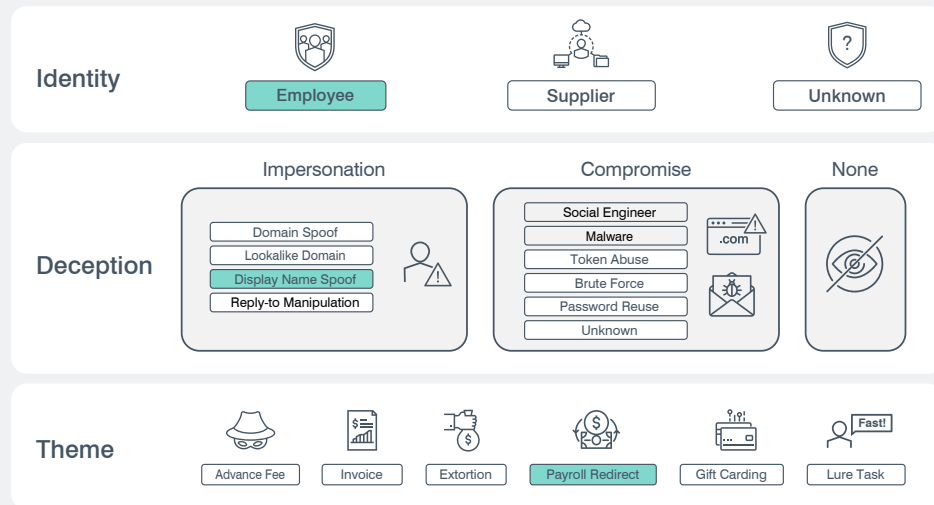 Identity
Employee
Supplier
?
Unknown
Deception
Impersonation
Domain Spoof
Lookalike Domain
Display Name Spoof
Reply-to Manipulation
Compromise
Social Engineer
Malware
Token Abuse
Brute Force
Password Reuse
Unknown
.com
None
Theme
Advance Fee
$
Invoice
$
Extortion
$
Payroll Redirect
Gift Carding
Fast!
Lure Task